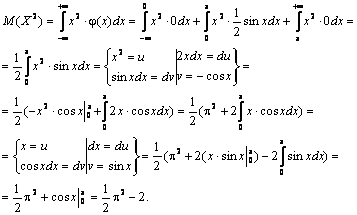 M(X²) = ∫_{-∞}^{+∞} x² · φ(x)dx = ∫_{-∞}^{0} x² · 0dx + ∫_{0}^{π} x² · 1/2 sin xdx + ∫_{π}^{+∞} x² · 0dx =
= 1/2 ∫_{0}^{π} x² · sin xdx = { x² = u | 2xdx = du ; sin xdx = dv | v = −cos x } =
= 1/2 (−x² · cos x |_{0}^{π} + ∫_{0}^{π} 2x · cos xdx) = 1/2 (π² + 2 ∫_{0}^{π} x · cos xdx) =
= { x = u | dx = du ; cos xdx = dv | v = sin x } = 1/2 (π² + 2(x · sin x |_{0}^{π}) − 2 ∫_{0}^{π} sin xdx) =
= 1/2 π² + cos x |_{0}^{π} = 1/2 π² − 2.